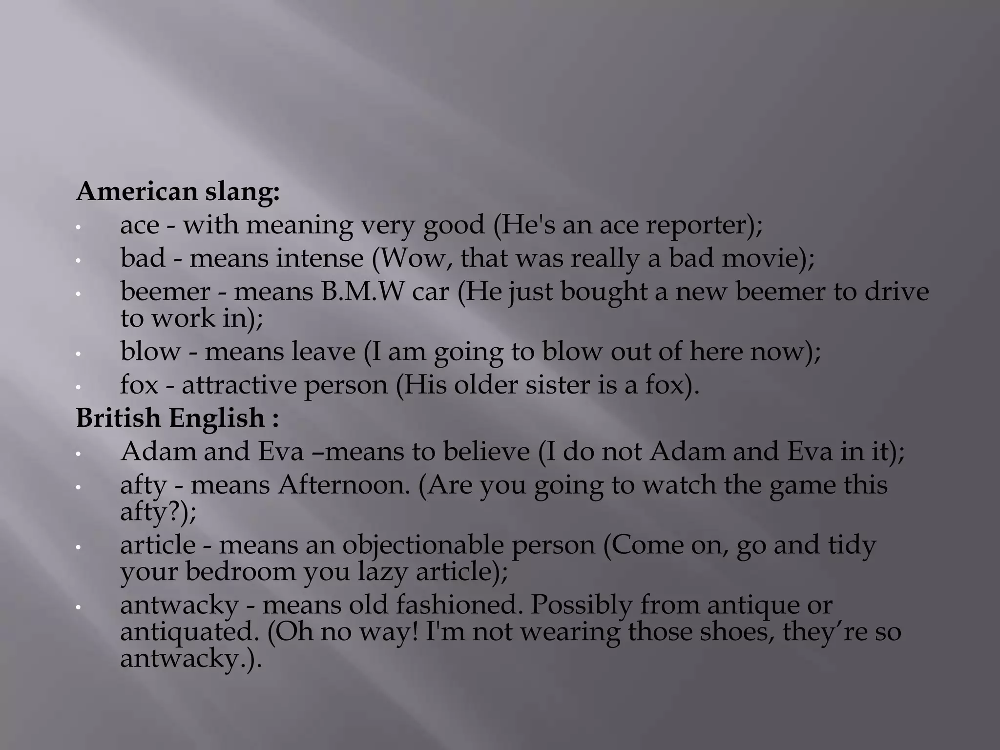 American slang:
• ace - with meaning very good (He's an ace reporter);
• bad - means intense (Wow, that was really a bad movie);
• beemer - means B.M.W car (He just bought a new beemer to drive
to work in);
• blow - means leave (I am going to blow out of here now);
• fox - attractive person (His older sister is a fox).
British English :
• Adam and Eva –means to believe (I do not Adam and Eva in it);
• afty - means Afternoon. (Are you going to watch the game this
afty?);
• article - means an objectionable person (Come on, go and tidy
your bedroom you lazy article);
• antwacky - means old fashioned. Possibly from antique or
antiquated. (Oh no way! I'm not wearing those shoes, they’re so
antwacky.).